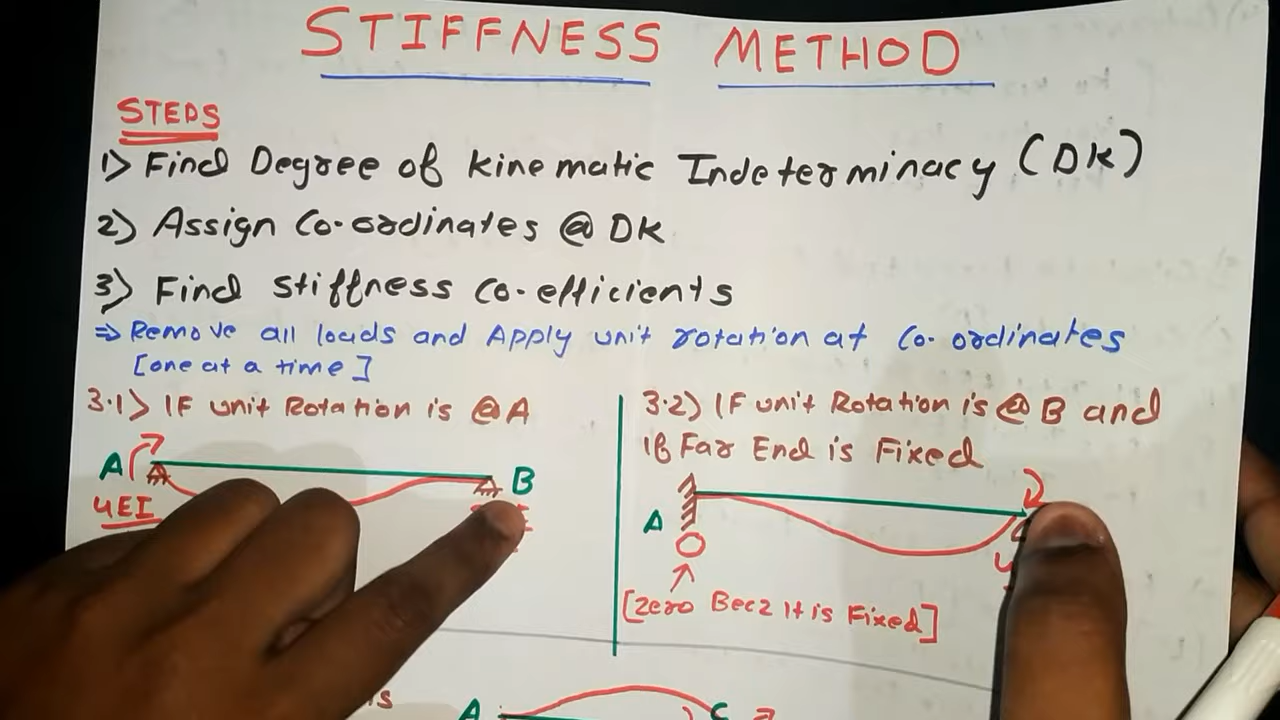 STIFFNESS METHOD
STEPS
1) Find Degree of kinematic Indeterminacy (DK)
2) Assign Co-ordinates @ DK
3) Find Stiffness Co-efficients
⇒ Remove all loads and Apply unit rotation at Co-ordinates
[one at a time]
3.1) IF unit Rotation is @ A
A
B
4EI
3.2) IF unit Rotation is @ B and
if Far End is Fixed
A
0
[zero Becz It is Fixed]
A
C